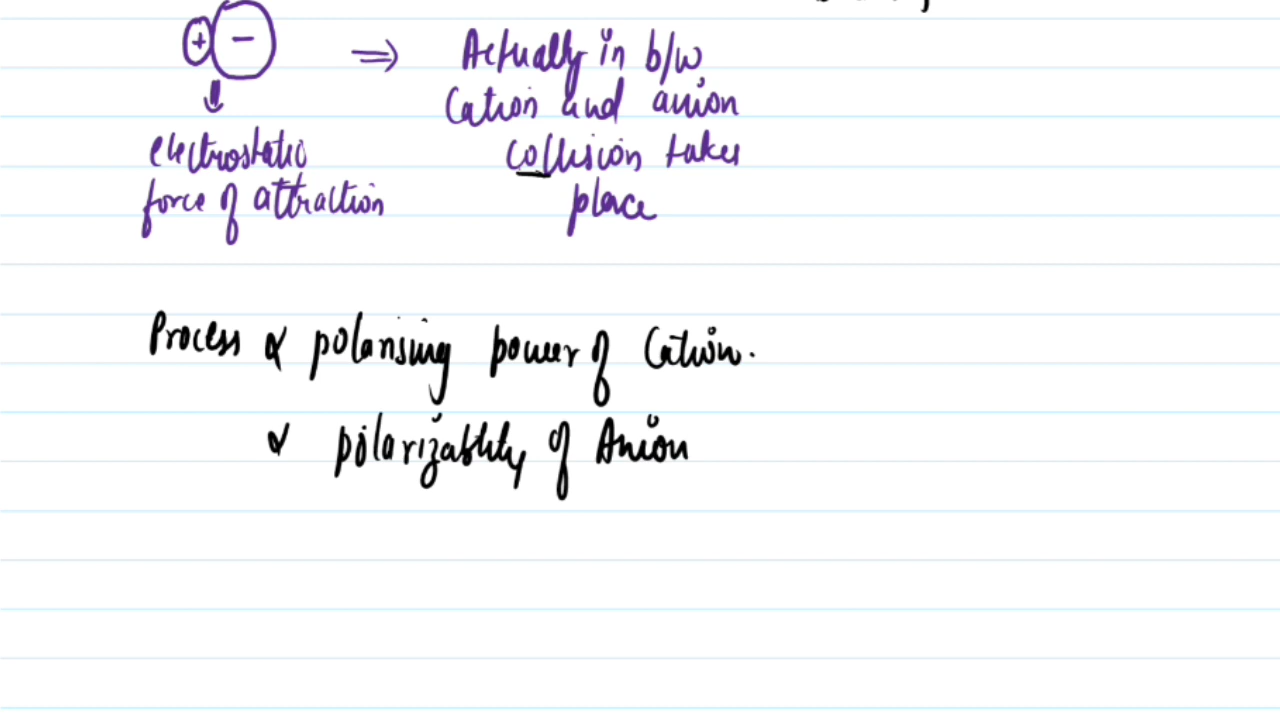 + − ⇒ Actually in b/w
Cation and anion
collision takes
place
electrostatic
force of attraction
Process ∝ polarising power of Cation.
∝ polarizability of Anion